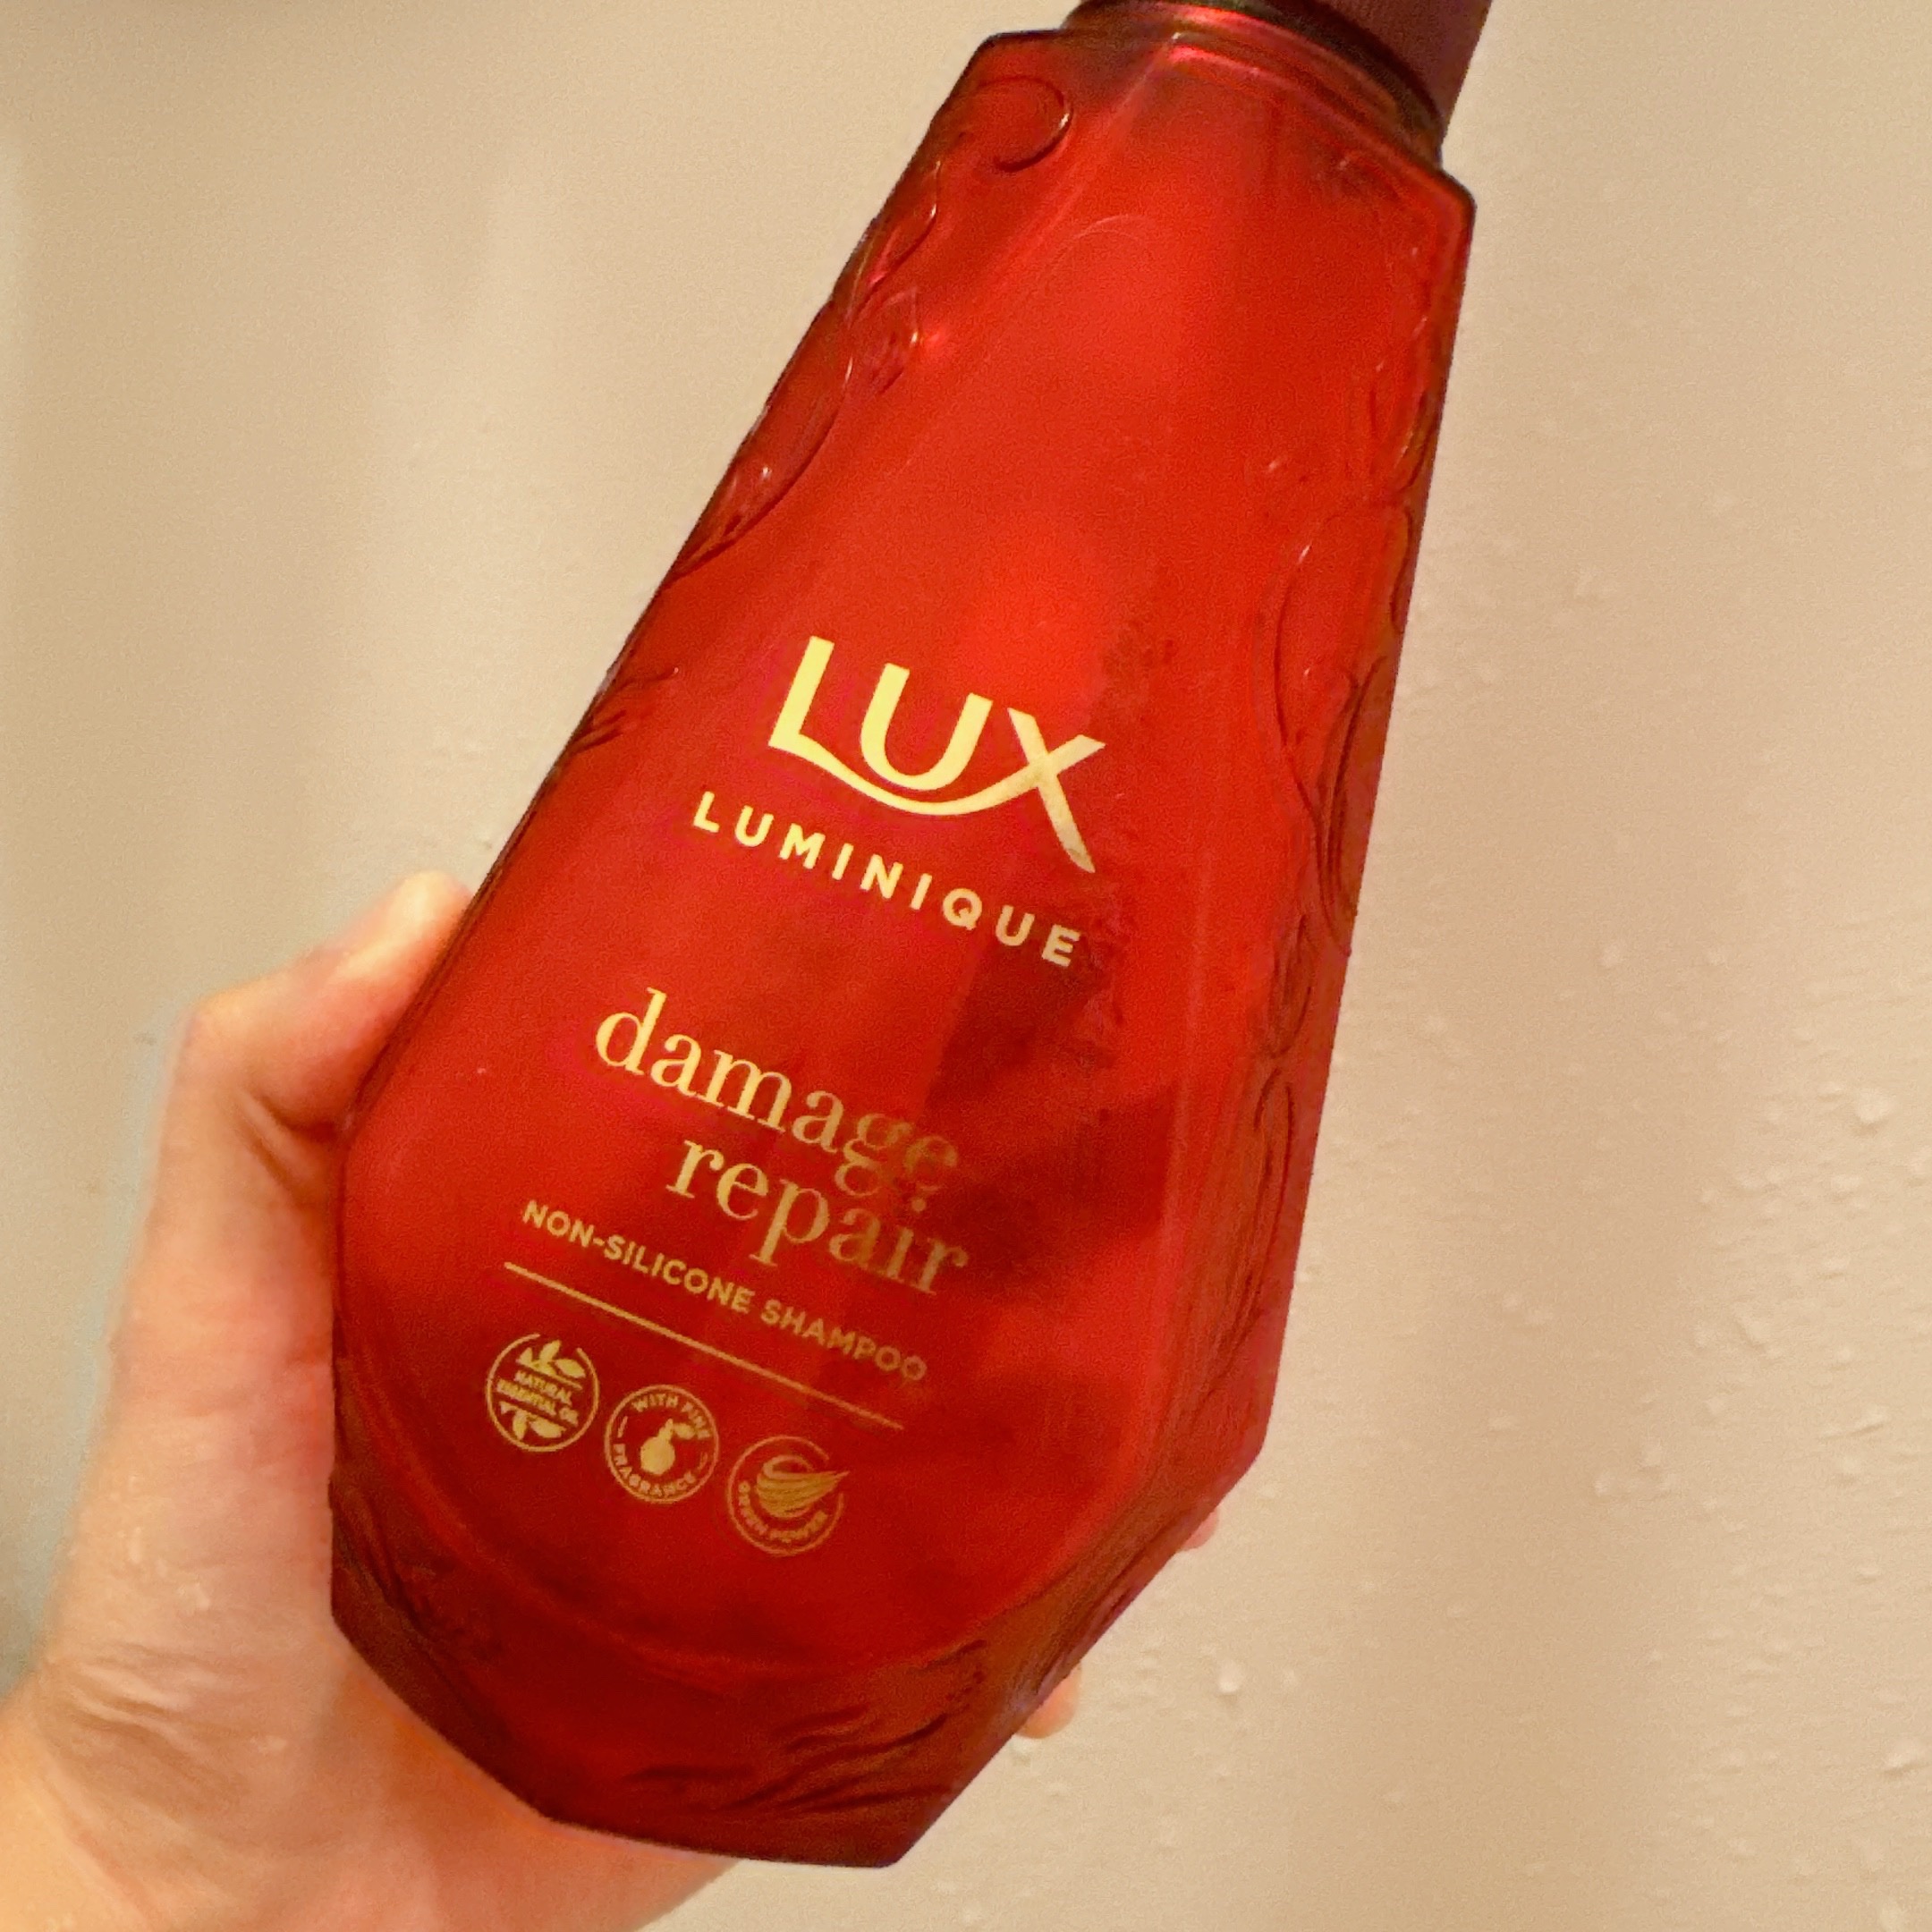 LUX
LUMINIQUE
damage
repair
NON-SILICONE SHAMPOO
NATURAL
ESSENTIAL OIL
WITH FINE
FRAGRANCE
GREEN POWER